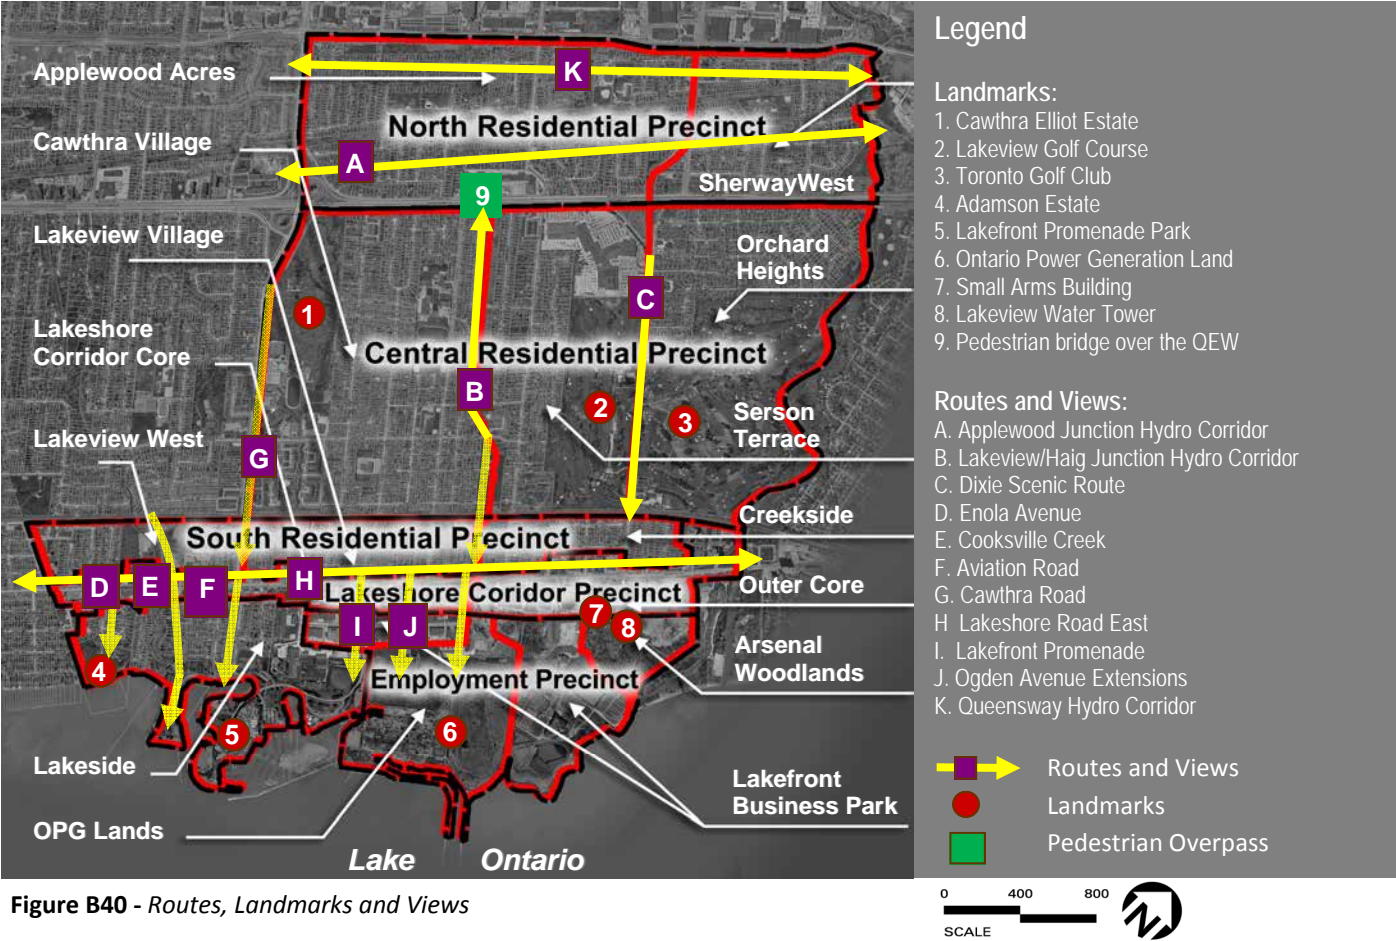 Applewood Acres
K
North Residential Precinct
Cawthra Village
A
SherwayWest
9
Lakeview Village
Orchard
Heights
C
1
Lakeshore
Corridor Core
Central Residential Precinct
B
2
3
Serson
Terrace
Lakeview West
G
Creekside
South Residential Precinct
D
E
F
H
Outer Core
Lakeshore Coridor Precinct
7
8
I
J
Arsenal
Woodlands
4
Employment Precinct
5
6
Lakeside
Lakefront
Business Park
OPG Lands
Lake Ontario
Legend
Landmarks:
1. Cawthra Elliot Estate
2. Lakeview Golf Course
3. Toronto Golf Club
4. Adamson Estate
5. Lakefront Promenade Park
6. Ontario Power Generation Land
7. Small Arms Building
8. Lakeview Water Tower
9. Pedestrian bridge over the QEW
Routes and Views:
A. Applewood Junction Hydro Corridor
B. Lakeview/Haig Junction Hydro Corridor
C. Dixie Scenic Route
D. Enola Avenue
E. Cooksville Creek
F. Aviation Road
G. Cawthra Road
H Lakeshore Road East
I. Lakefront Promenade
J. Ogden Avenue Extensions
K. Queensway Hydro Corridor
Routes and Views
Landmarks
Pedestrian Overpass
Figure B40 - Routes, Landmarks and Views
0 400 800
SCALE
N